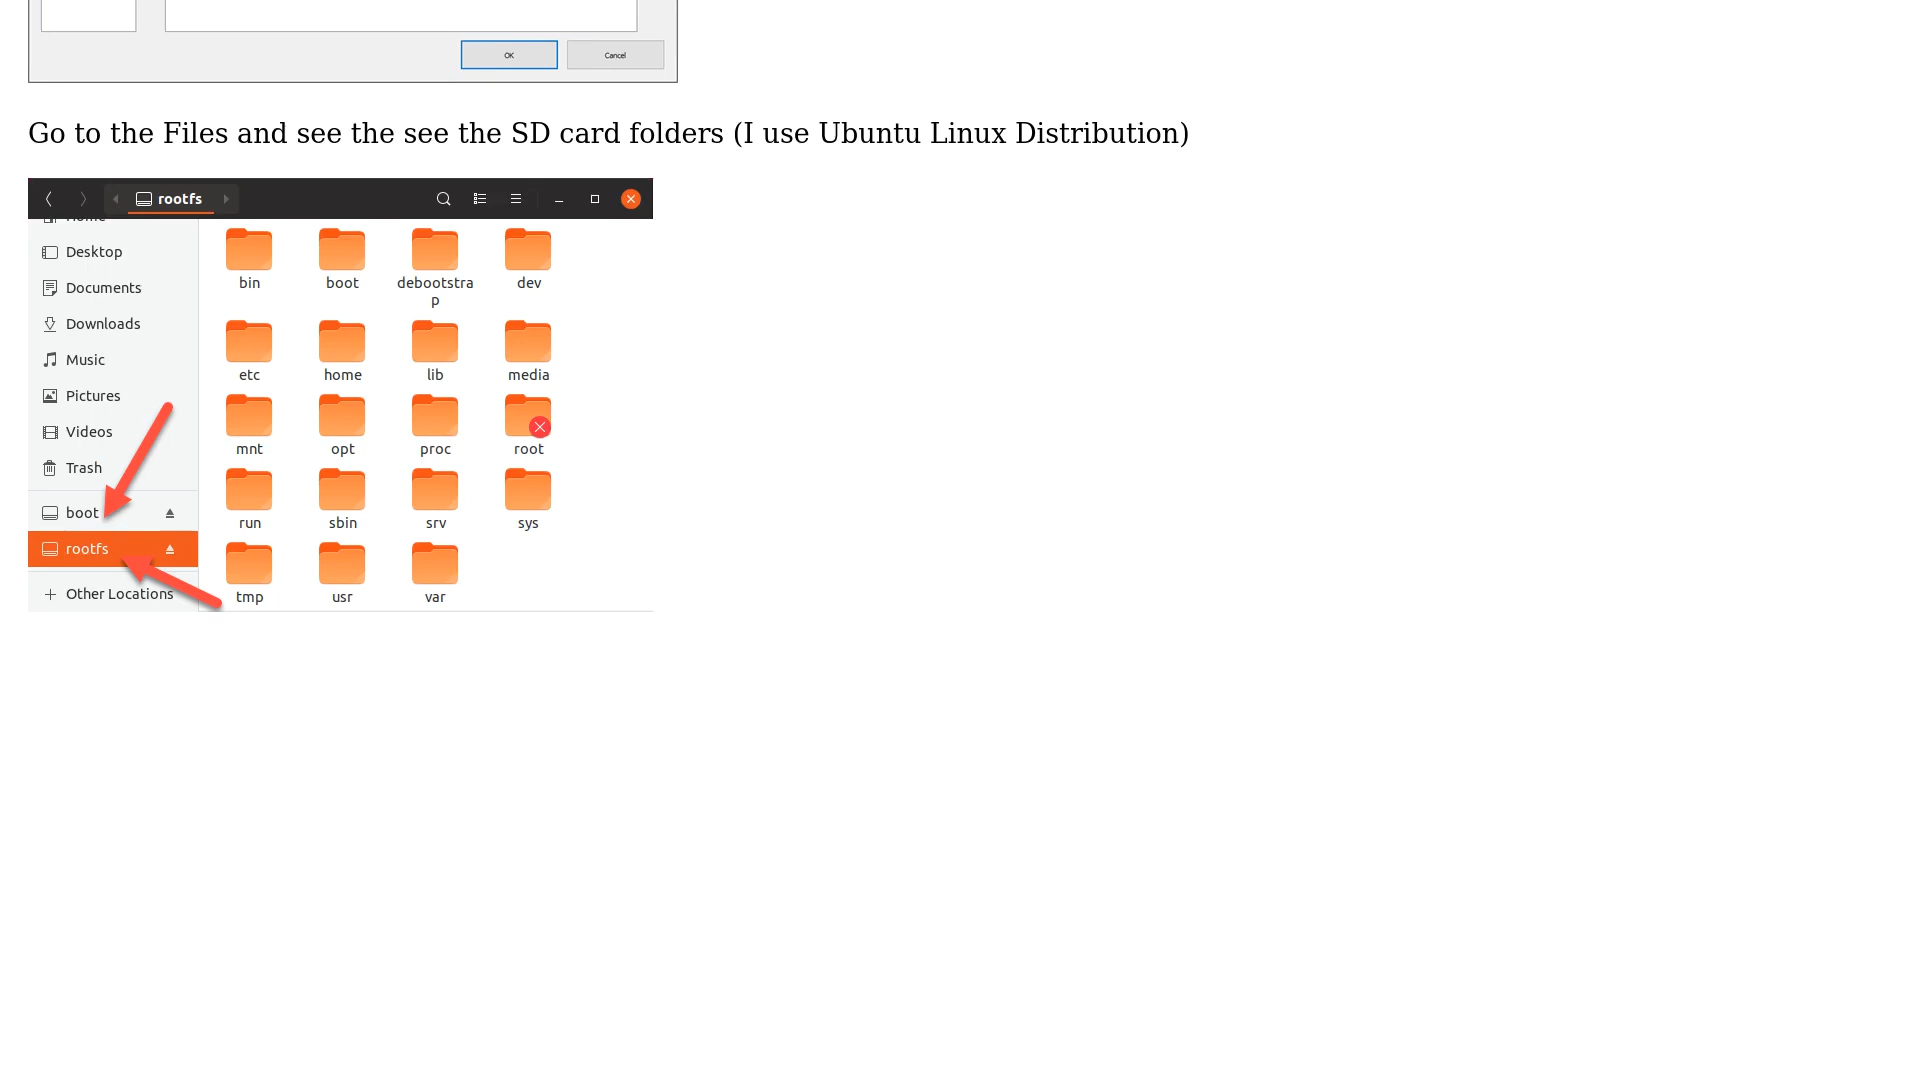 OK Cancel
Go to the Files and see the see the SD card folders (I use Ubuntu Linux Distribution)
rootfs
Home
Desktop
Documents
Downloads
Music
Pictures
Videos
Trash
boot
rootfs
Other Locations
bin boot debootstra dev
p
etc home lib media
mnt opt proc root
run sbin srv sys
tmp usr var